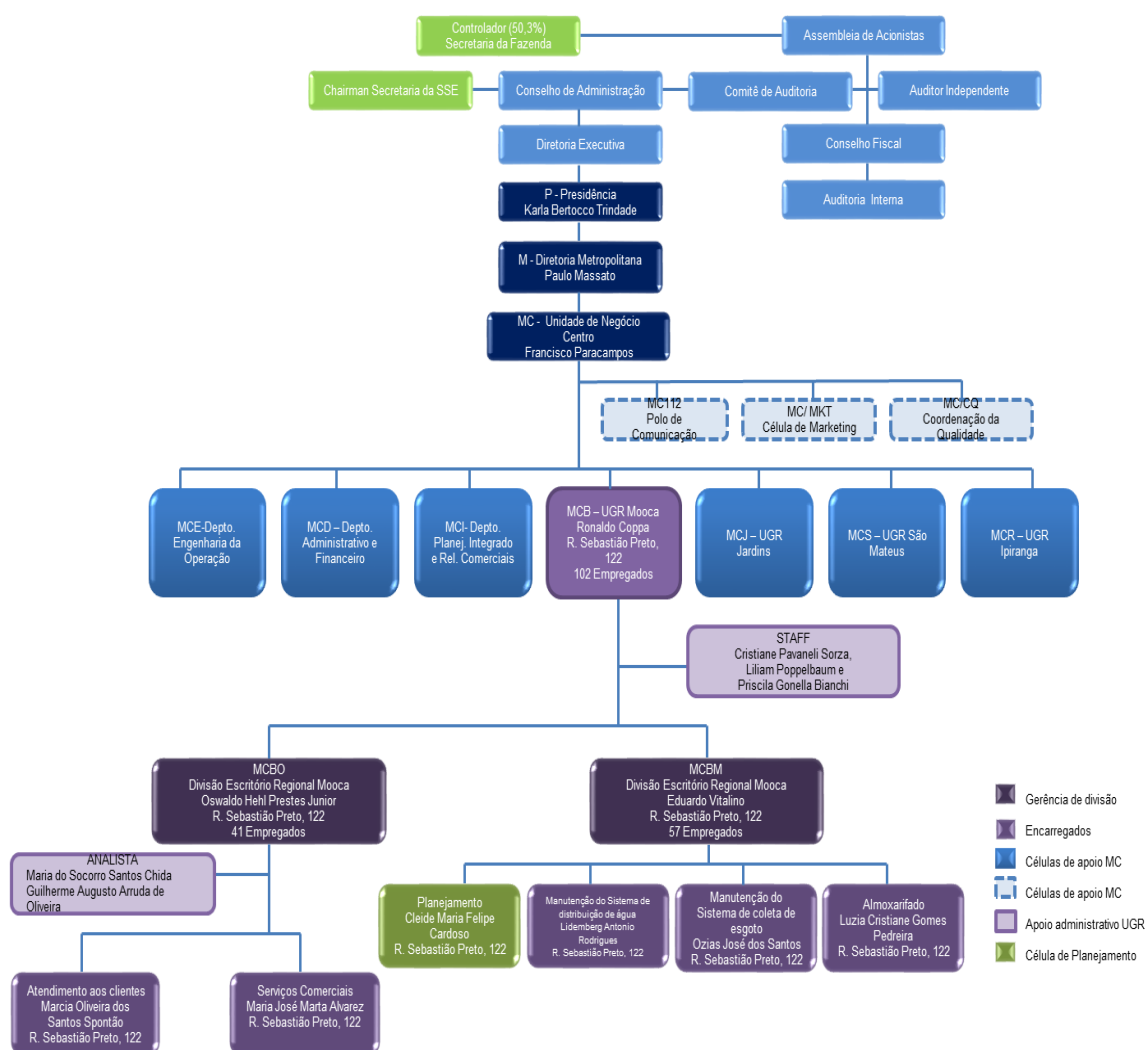 Controlador (50,3%)
Secretaria da Fazenda
Assembleia de Acionistas
Chairman Secretaria da SSE
Conselho de Administração
Comitê de Auditoria
Auditor Independente
Diretoria Executiva
Conselho Fiscal
P - Presidência
Karla Bertocco Trindade
Auditoria Interna
M - Diretoria Metropolitana
Paulo Massato
MC - Unidade de Negócio
Centro
Francisco Paracampos
MC112
Polo de
Comunicação
MC/ MKT
Célula de Marketing
MC/CQ
Coordenação da
Qualidade
MCE-Depto.
Engenharia da
Operação
MCD – Depto.
Administrativo e
Financeiro
MCI- Depto.
Planej. Integrado
e Rel. Comerciais
MCB – UGR Mooca
Ronaldo Coppa
R. Sebastião Preto,
122
102 Empregados
MCJ – UGR
Jardins
MCS – UGR São
Mateus
MCR – UGR
Ipiranga
STAFF
Cristiane Pavaneli Sorza,
Liliam Poppelbaum e
Priscila Gonella Bianchi
MCBO
Divisão Escritório Regional Mooca
Oswaldo Hehl Prestes Junior
R. Sebastião Preto, 122
41 Empregados
MCBM
Divisão Escritório Regional Mooca
Eduardo Vitalino
R. Sebastião Preto, 122
57 Empregados
ANALISTA
Maria do Socorro Santos Chida
Guilherme Augusto Arruda de
Oliveira
Planejamento
Cleide Maria Felipe
Cardoso
R. Sebastião Preto, 122
Manutenção do Sistema de
distribuição de água
Lidemberg Antonio
Rodrigues
R. Sebastião Preto, 122
Manutenção do
Sistema de coleta de
esgoto
Ozias José dos Santos
R. Sebastião Preto, 122
Almoxarifado
Luzia Cristiane Gomes
Pedreira
R. Sebastião Preto, 122
Atendimento aos clientes
Marcia Oliveira dos
Santos Spontão
R. Sebastião Preto, 122
Serviços Comerciais
Maria José Marta Alvarez
R. Sebastião Preto, 122
Gerência de divisão
Encarregados
Células de apoio MC
Células de apoio MC
Apoio administrativo UGR
Célula de Planejamento